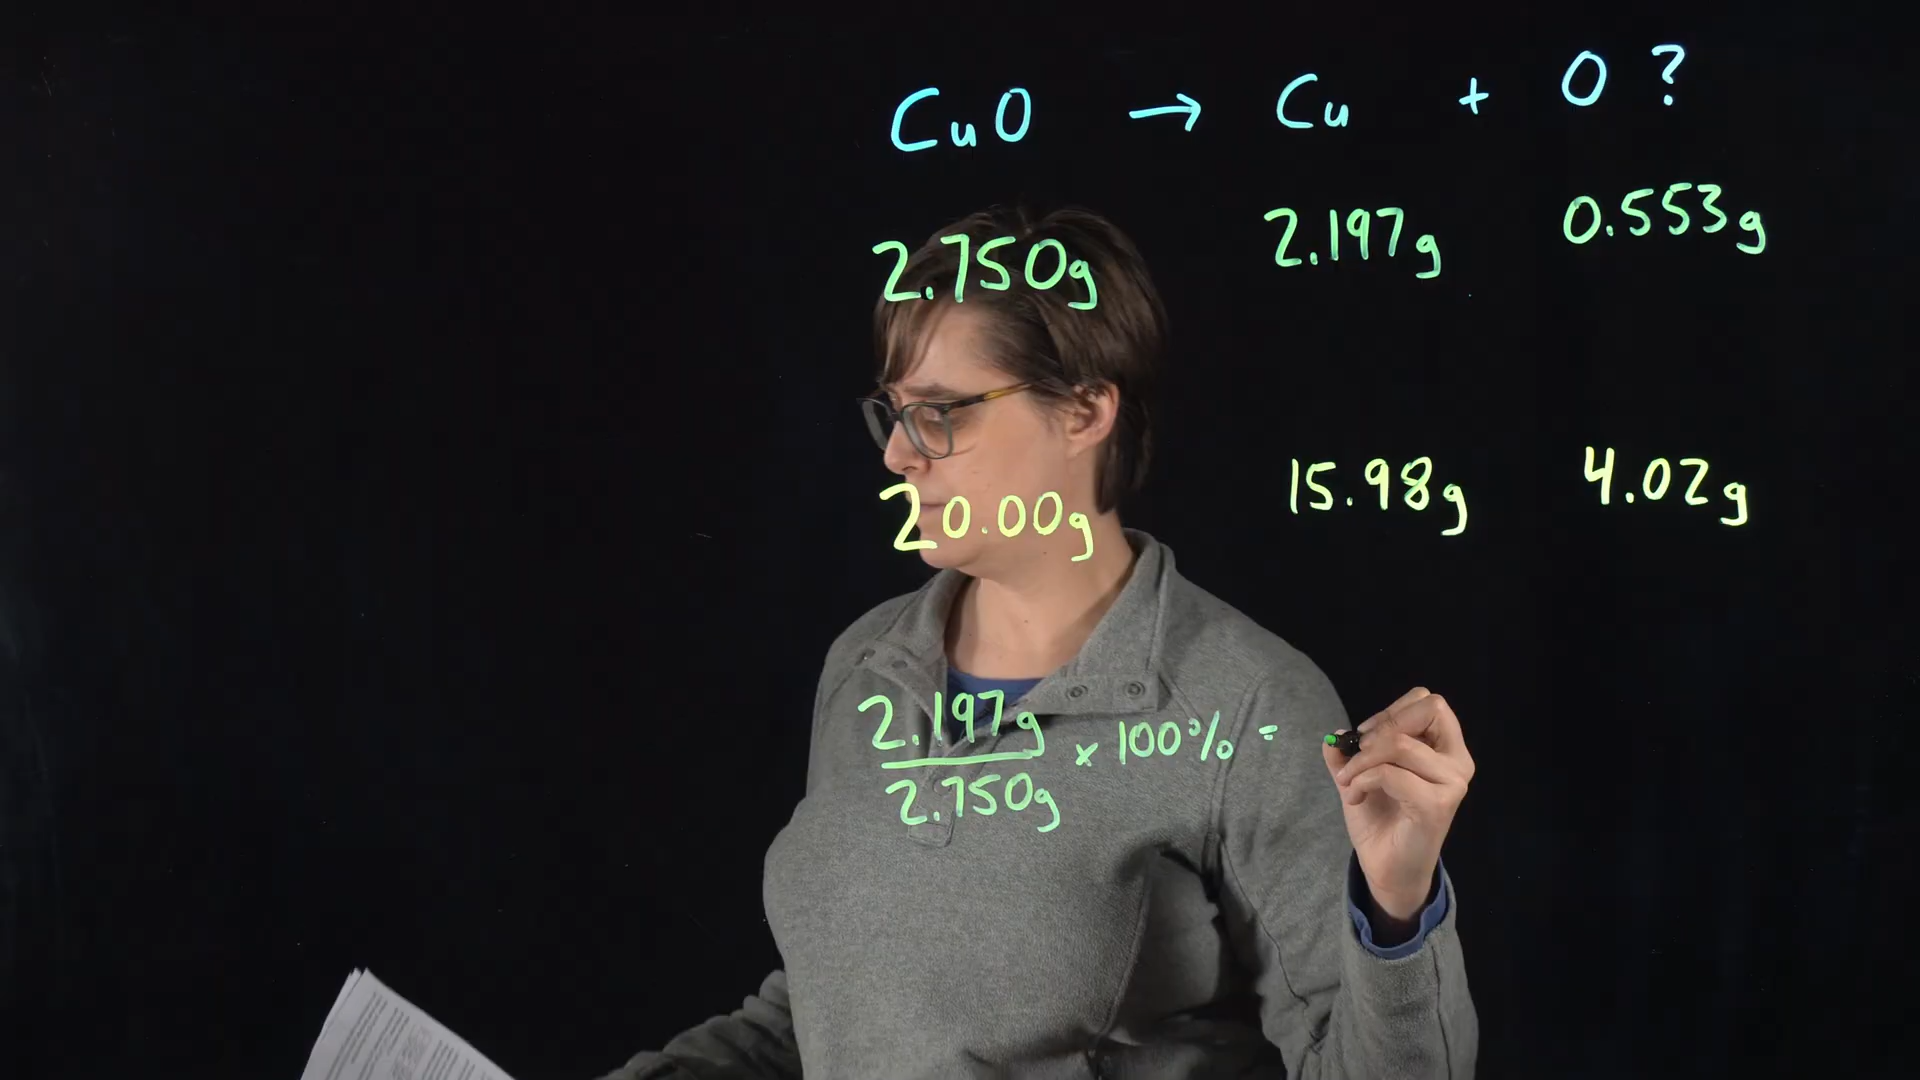 CuO → Cu + O ?
2.750g 2.197g 0.553g
20.00g 15.98g 4.02g
2.197g
2.750g
x 100% =